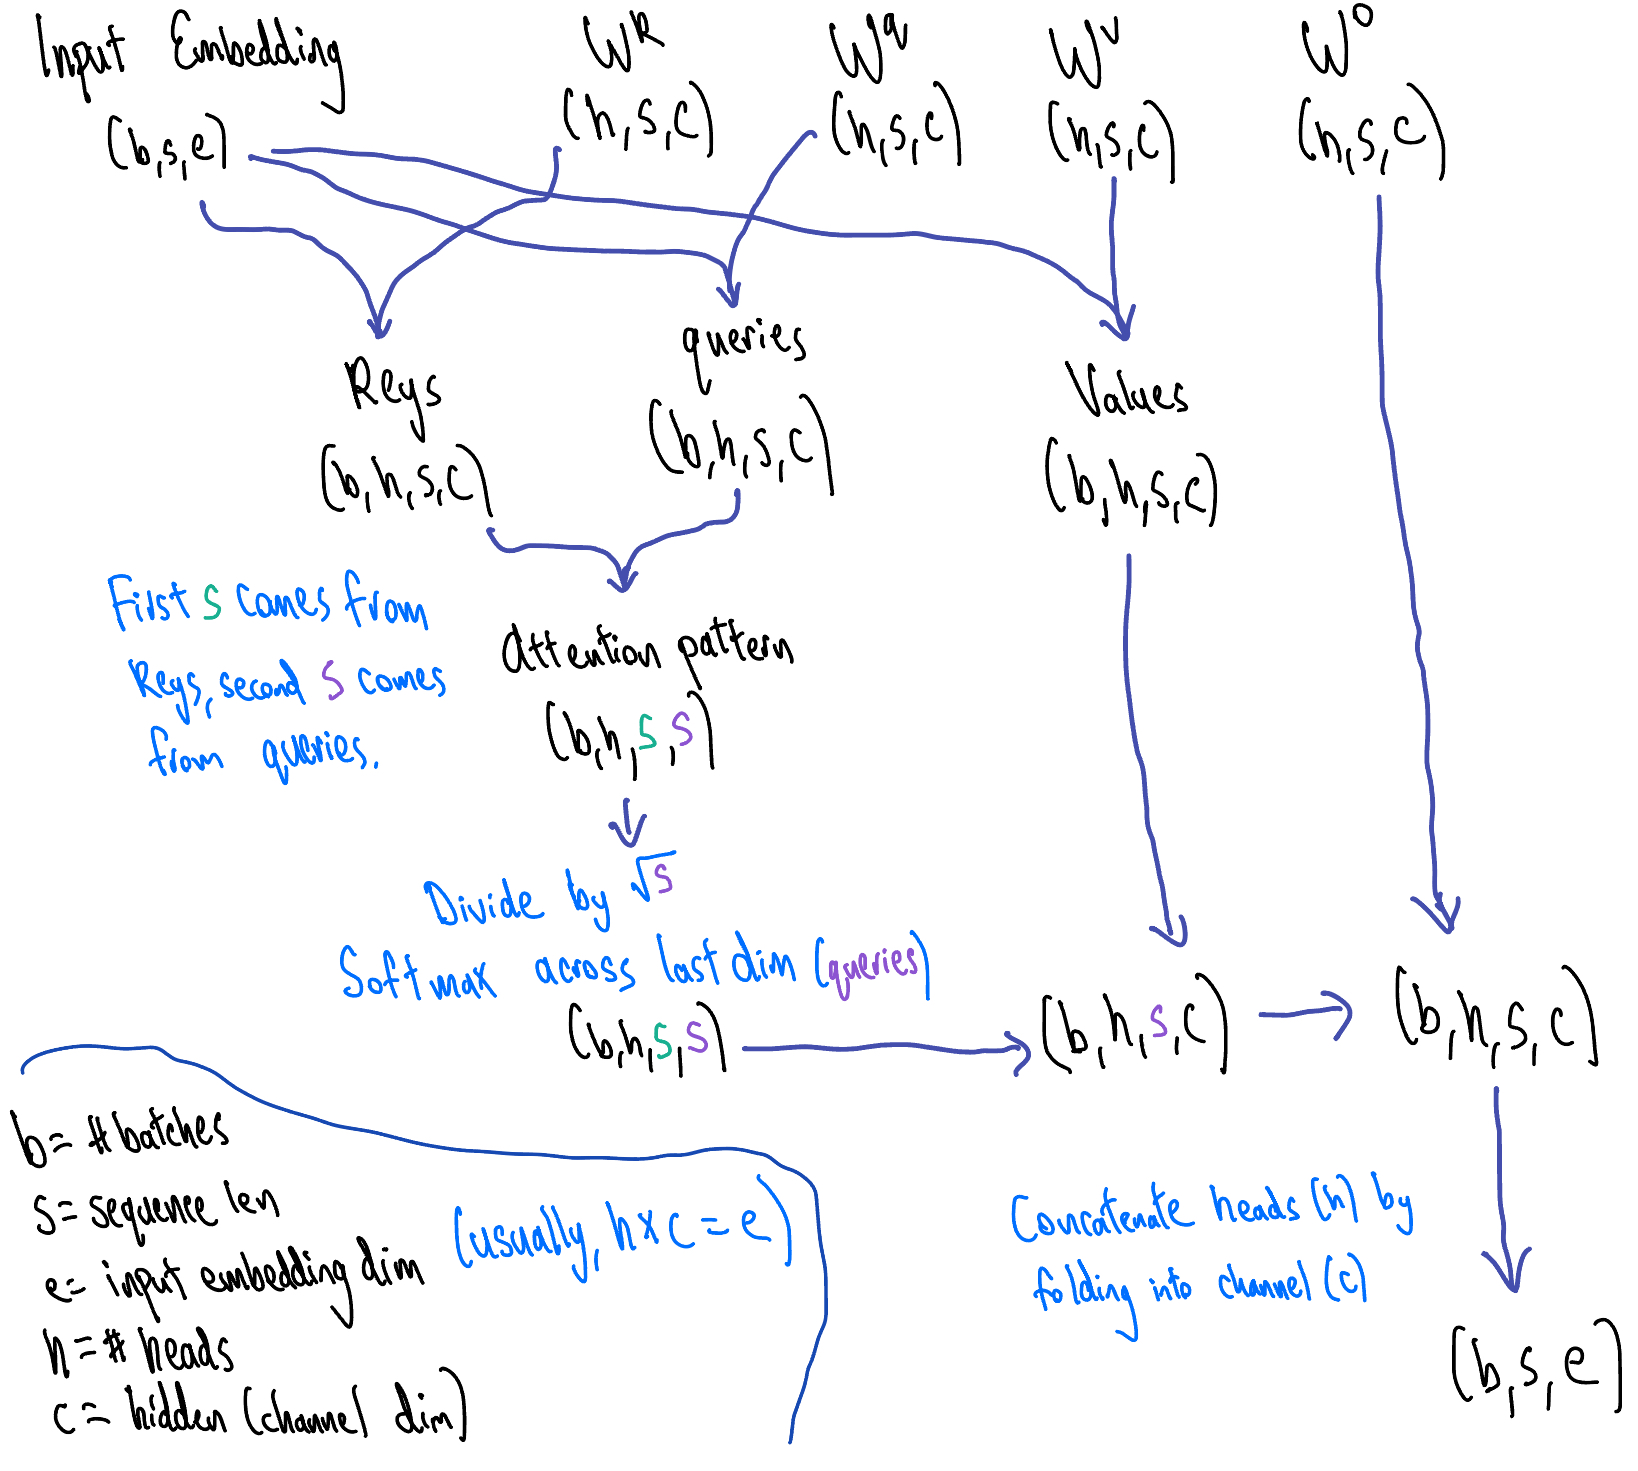 Input Embedding
(b,s,e)
W^k
(h,s,c)
W^q
(h,s,c)
W^v
(h,s,c)
W^o
(h,s,c)
Keys
(b,h,s,c)
queries
(b,h,s,c)
Values
(b,h,s,c)
First s comes from
Keys, second s comes
from queries.
Attention pattern
(b,h,s,s)
Divide by √s
Softmax across last dim (queries)
(b,h,s,s)
(b,h,s,c)
(b,h,s,c)
Concatenate heads (h) by
folding into channel (c)
(b,s,e)
b= # batches
s= sequence len
e= input embedding dim
(usually, h x c = e)
h = # heads
c = hidden (channel dim)